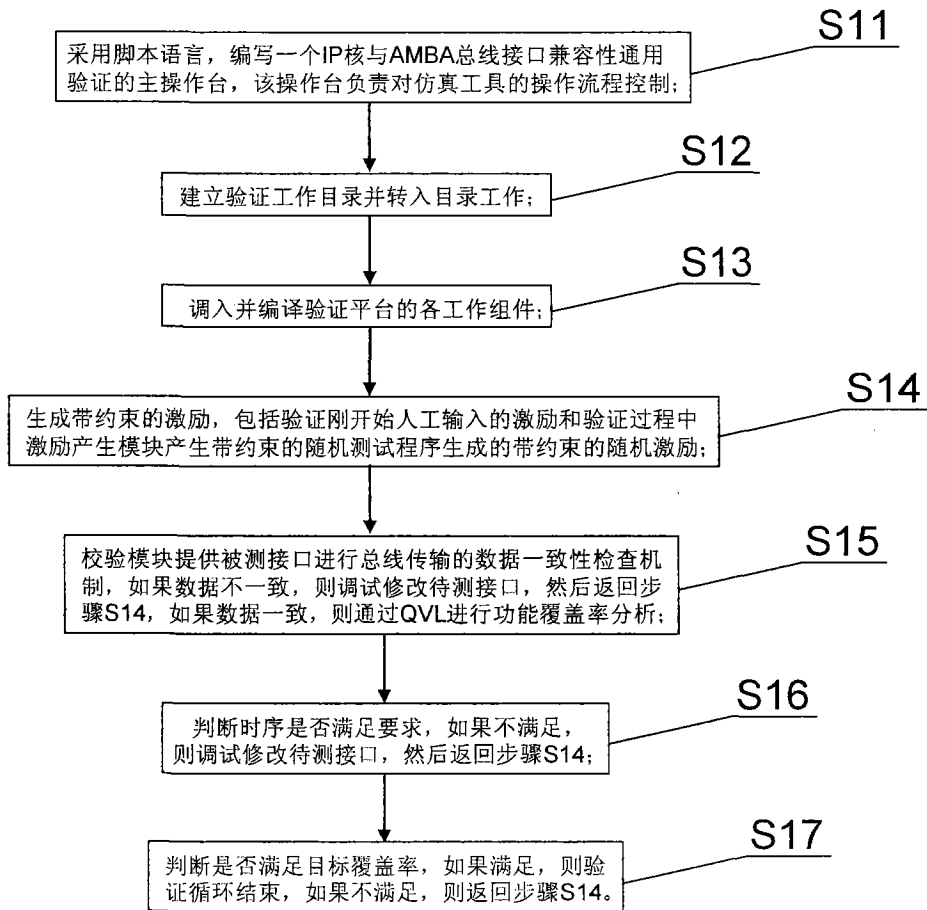 S11
采用脚本语言，编写一个IP核与AMBA总线接口兼容性通用
验证的主操作台，该操作台负责对仿真工具的操作流程控制；
S12
建立验证工作目录并转入目录工作；
S13
调入并编译验证平台的各工作组件；
S14
生成带约束的激励，包括验证刚开始人工输入的激励和验证过程中
激励产生模块产生带约束的随机测试程序生成的带约束的随机激励；
S15
校验模块提供被测接口进行总线传输的数据一致性检查机
制，如果数据不一致，则调试修改待测接口，然后返回步
骤S14，如果数据一致，则通过QVL进行功能覆盖率分析；
S16
判断时序是否满足要求，如果不满足，
则调试修改待测接口，然后返回步骤S14；
S17
判断是否满足目标覆盖率，如果满足，则验
证循环结束，如果不满足，则返回步骤S14。